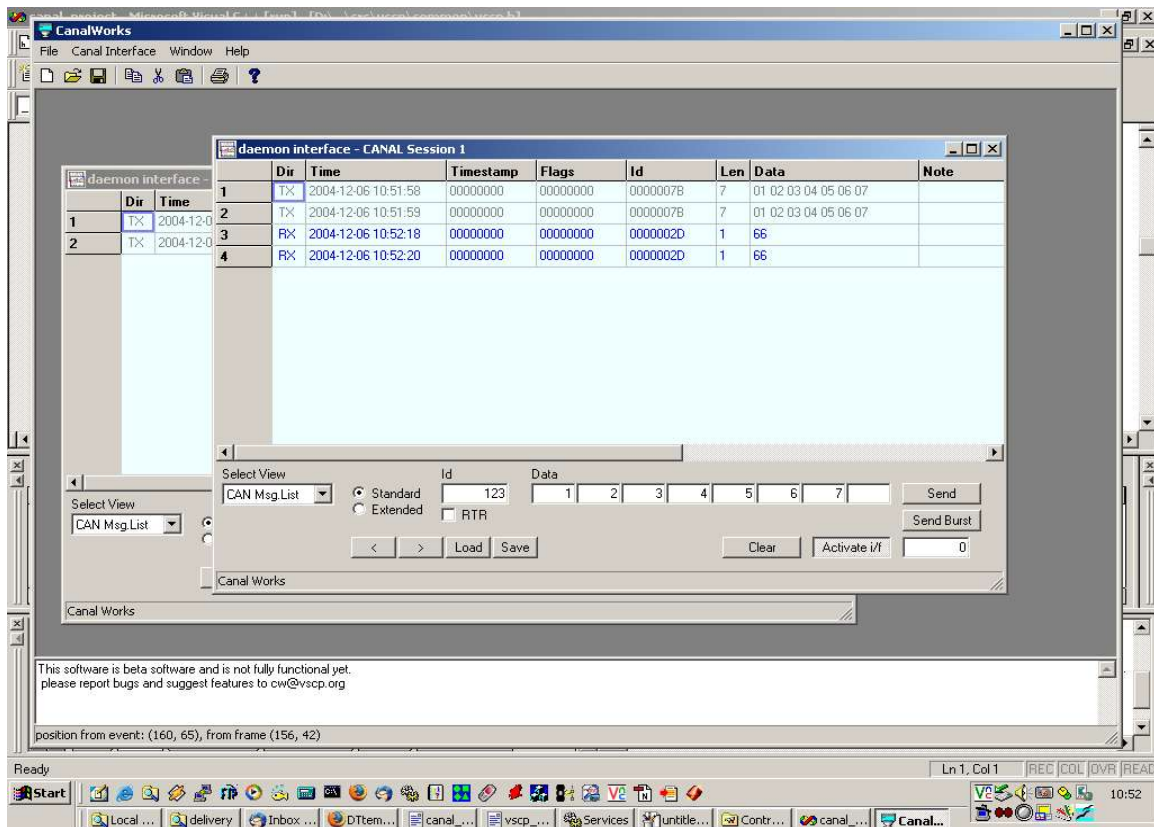 CanalWorks
File Canal Interface Window Help
daemon interface - CANAL Session 1
Dir Time Timestamp Flags Id Len Data Note
1 TX 2004-12-06 10:51:58 00000000 00000000 0000007B 7 01 02 03 04 05 06 07
2 TX 2004-12-06 10:51:59 00000000 00000000 0000007B 7 01 02 03 04 05 06 07
3 RX 2004-12-06 10:52:18 00000000 00000000 0000002D 1 66
4 RX 2004-12-06 10:52:20 00000000 00000000 0000002D 1 66
Select View Id Data
CAN Msg.List Standard 123 1 2 3 4 5 6 7 Send
Extended RTR Send Burst
< > Load Save Clear Activate i/f 0
Canal Works
daemon interface -
Dir Time
1 TX 2004-12-0
2 TX 2004-12-0
Select View
CAN Msg.List
Canal Works
This software is beta software and is not fully functional yet.
please report bugs and suggest features to cw@vscp.org
position from event: (160, 65), from frame (156, 42)
Ready Ln 1, Col 1 REC COL OVR READ
Start 10:52
Local ... delivery Inbox ... DTtem... canal_... vscp_... Services untitle... Contr... canal_... Canal...